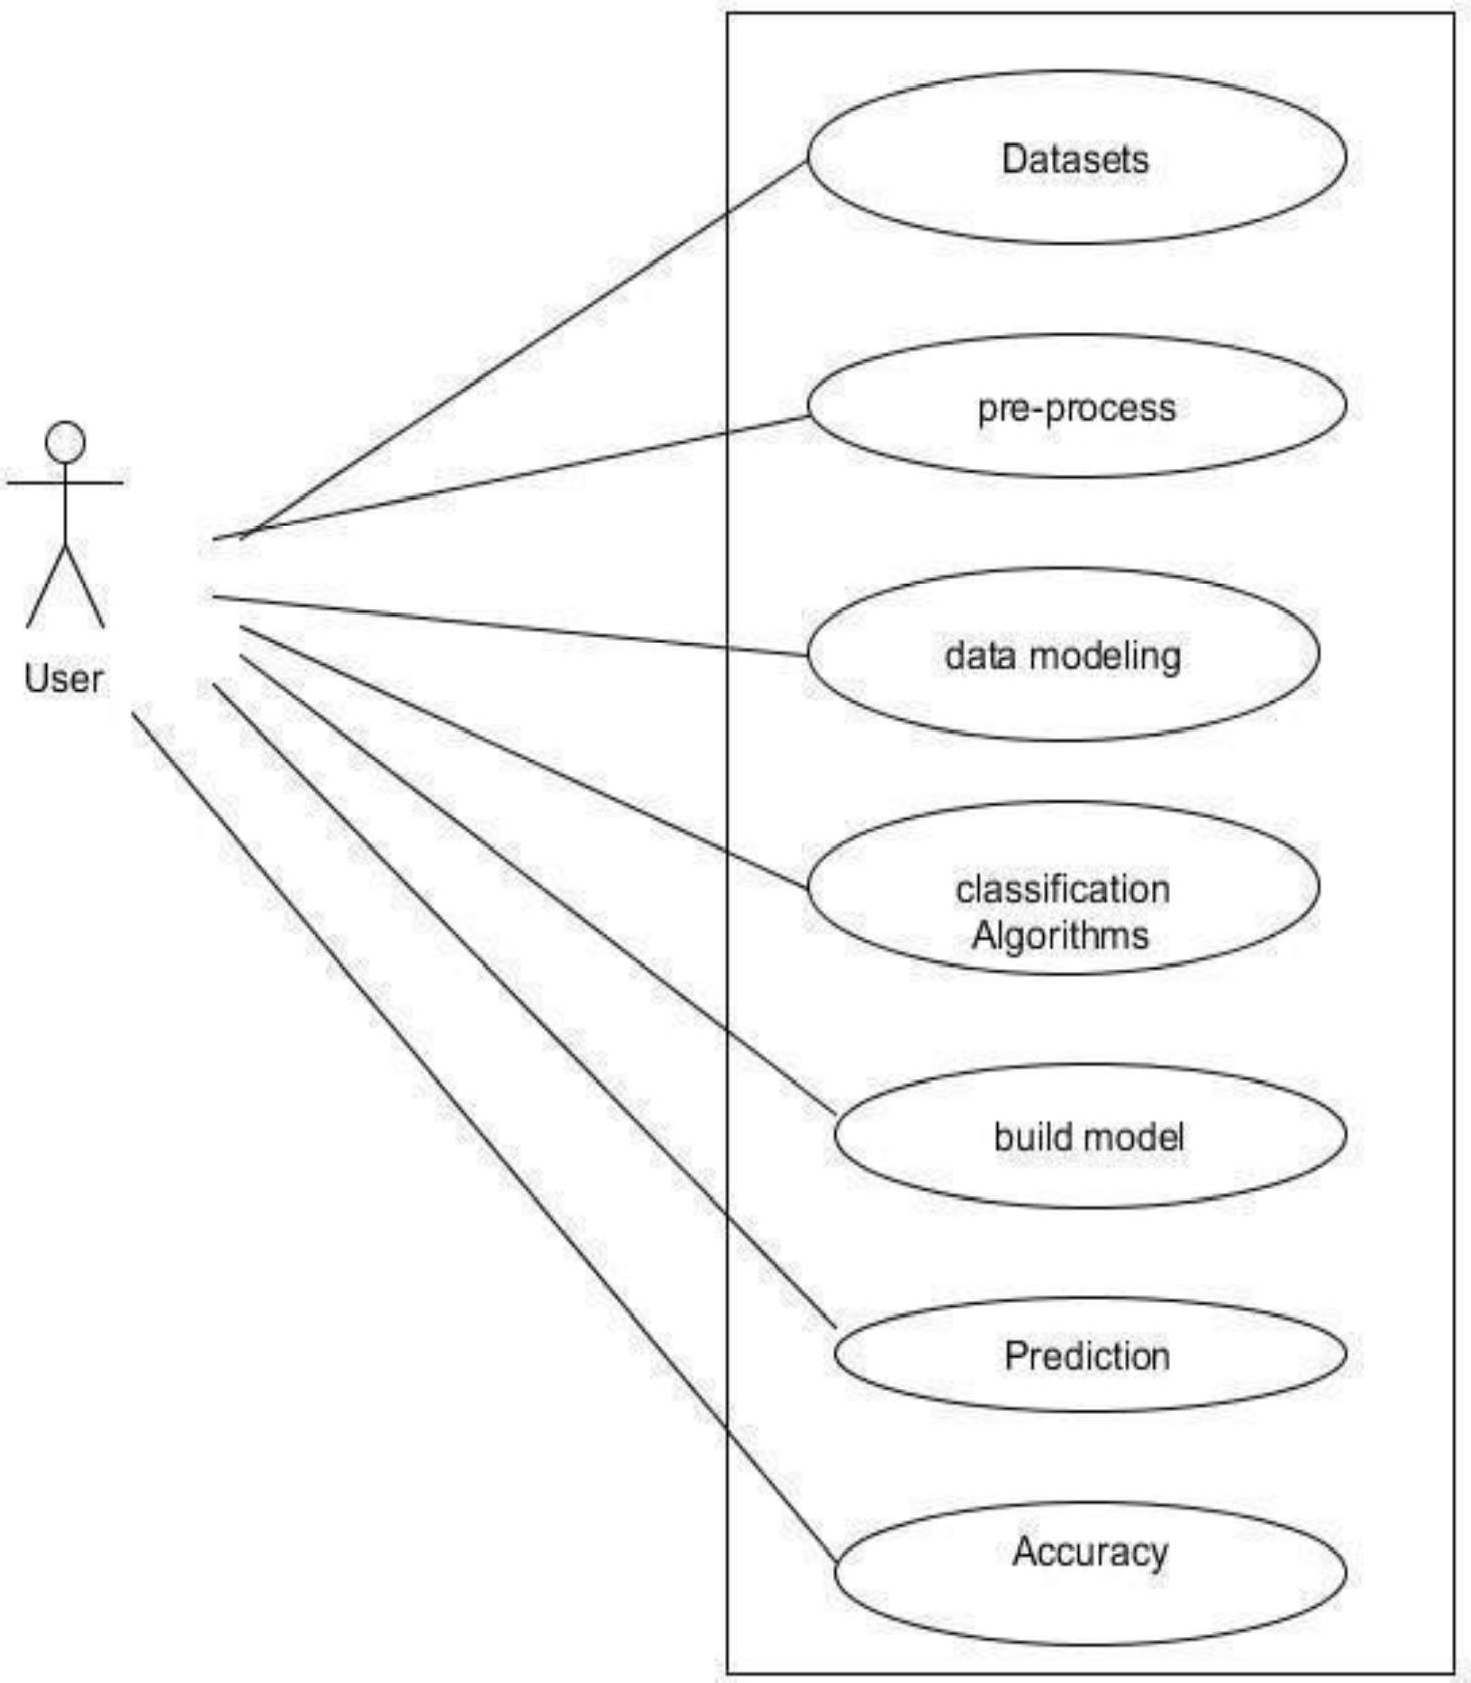 Datasets
pre-process
data modeling
User
classification
Algorithms
build model
Prediction
Accuracy